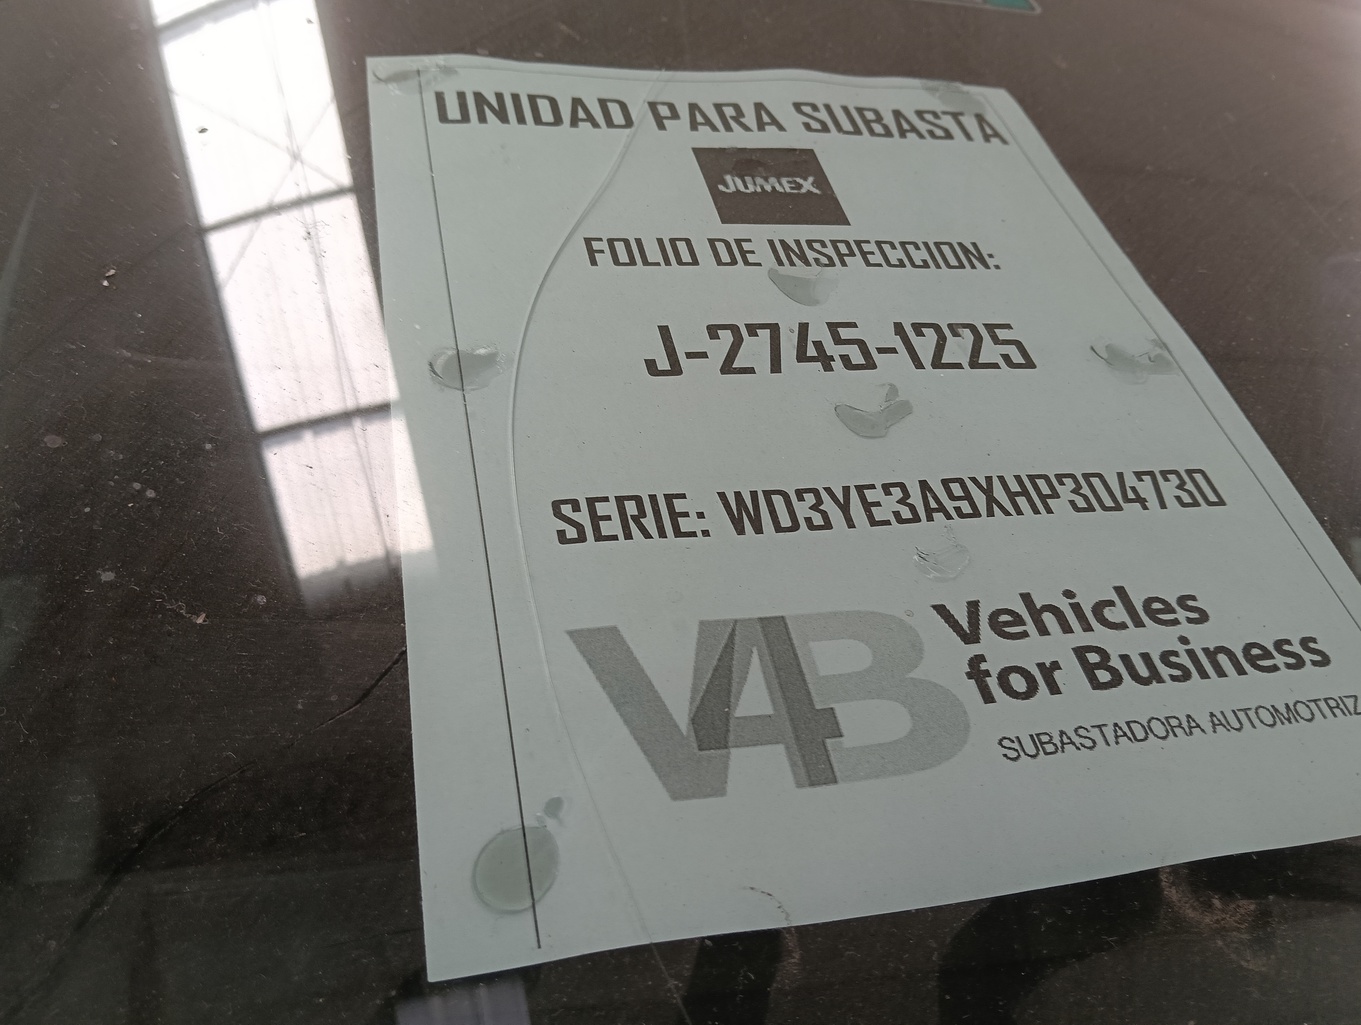 UNIDAD PARA SUBASTA
JUMEX
FOLIO DE INSPECCION:
J-2745-1225
SERIE: WD3YE3A9XHP304730
V4B
Vehicles
for Business
SUBASTADORA AUTOMOTRIZ